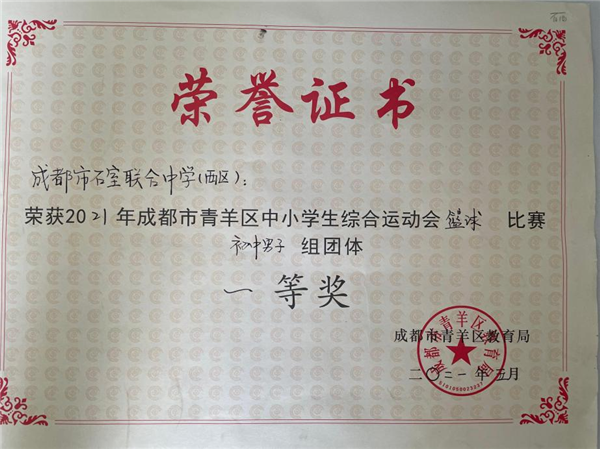 荣誉证书
成都市石室联合中学(西区):
荣获2021年成都市青羊区中小学生综合运动会篮球 比赛
初中男子 组团体
一等奖
成都市青羊区教育局
二〇二一年五月